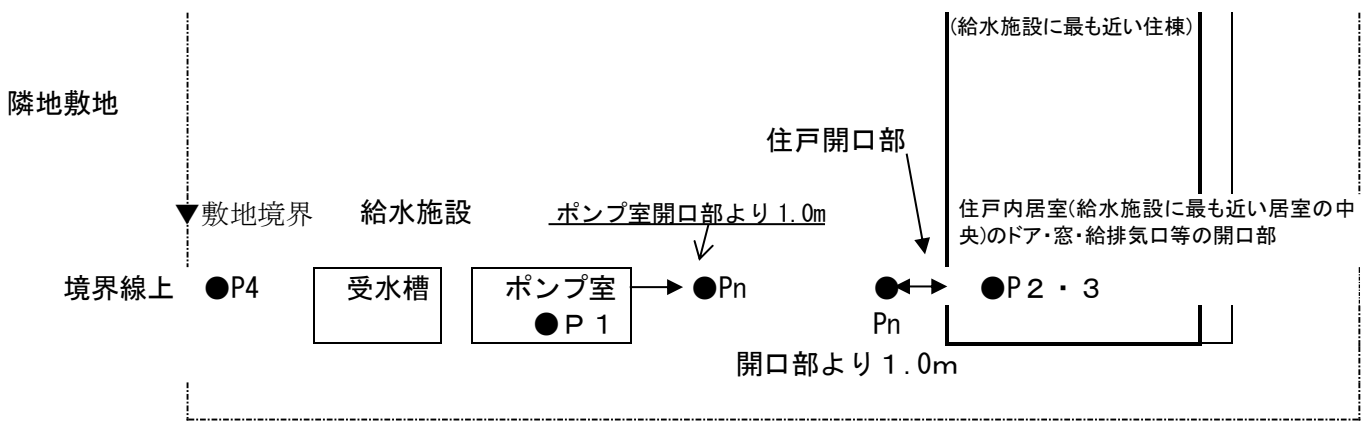 (給水施設に最も近い住棟)
隣地敷地
住戸開口部
▼敷地境界
給水施設
ポンプ室開口部より 1.0m
住戸内居室(給水施設に最も近い居室の中
央)のドア・窓・給排気口等の開口部
境界線上
●P4
受水槽
ポンプ室
●Pn
●P2・3
●P1
Pn
開口部より1.0m